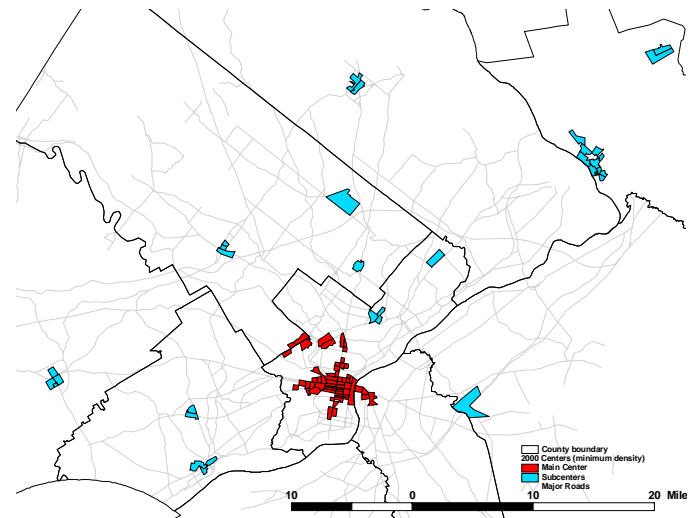 County boundary
2000 Centers (minimum density)
Main Center
Subcenters
Major Roads
10 0 10 20 Mile